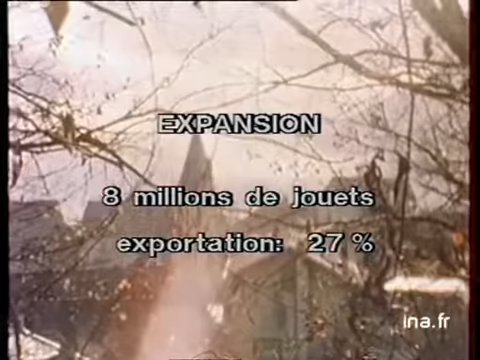 EXPANSION
8 millions de jouets
exportation: 27 %
ina.fr